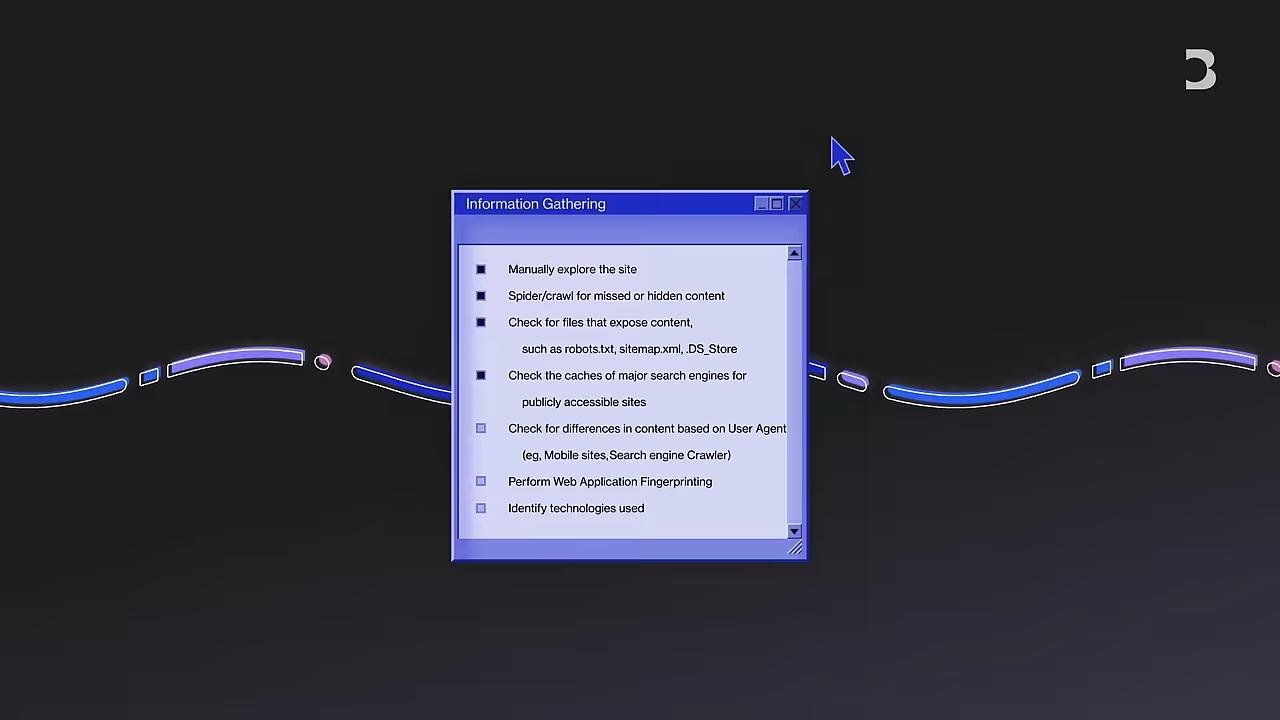 Information Gathering
Manually explore the site
Spider/crawl for missed or hidden content
Check for files that expose content,
such as robots.txt, sitemap.xml, .DS_Store
Check the caches of major search engines for
publicly accessible sites
Check for differences in content based on User Agent
(eg, Mobile sites,Search engine Crawler)
Perform Web Application Fingerprinting
Identify technologies used